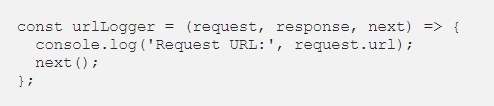 const urlLogger = (request, response, next) => {
  console.log('Request URL:', request.url);
  next();
};